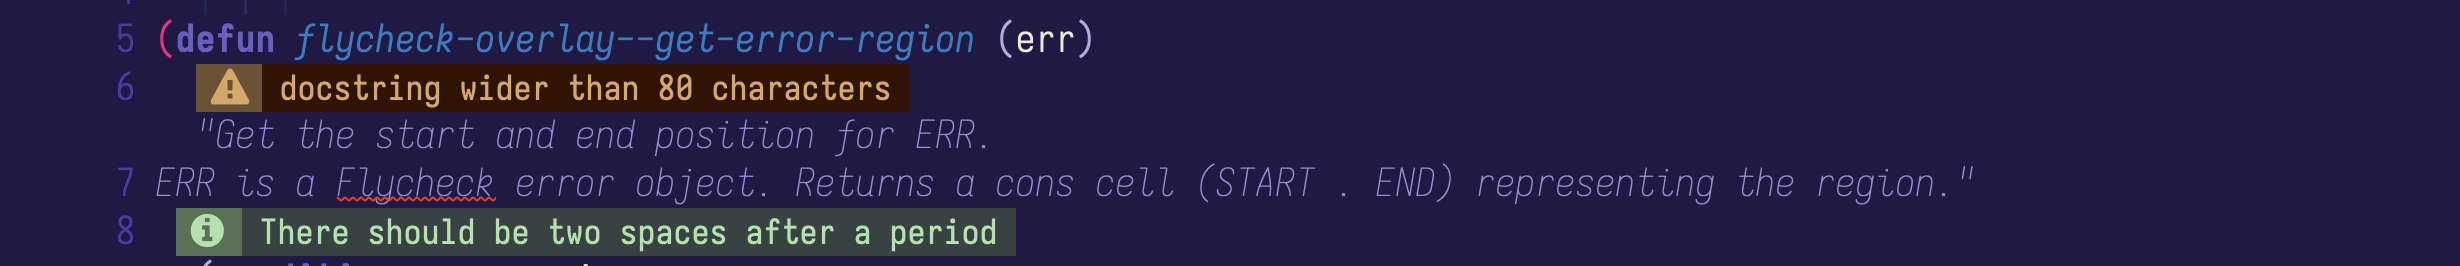 5 (defun flycheck-overlay--get-error-region (err)
6 docstring wider than 80 characters
"Get the start and end position for ERR.
7 ERR is a Flycheck error object. Returns a cons cell (START . END) representing the region."
8 There should be two spaces after a period